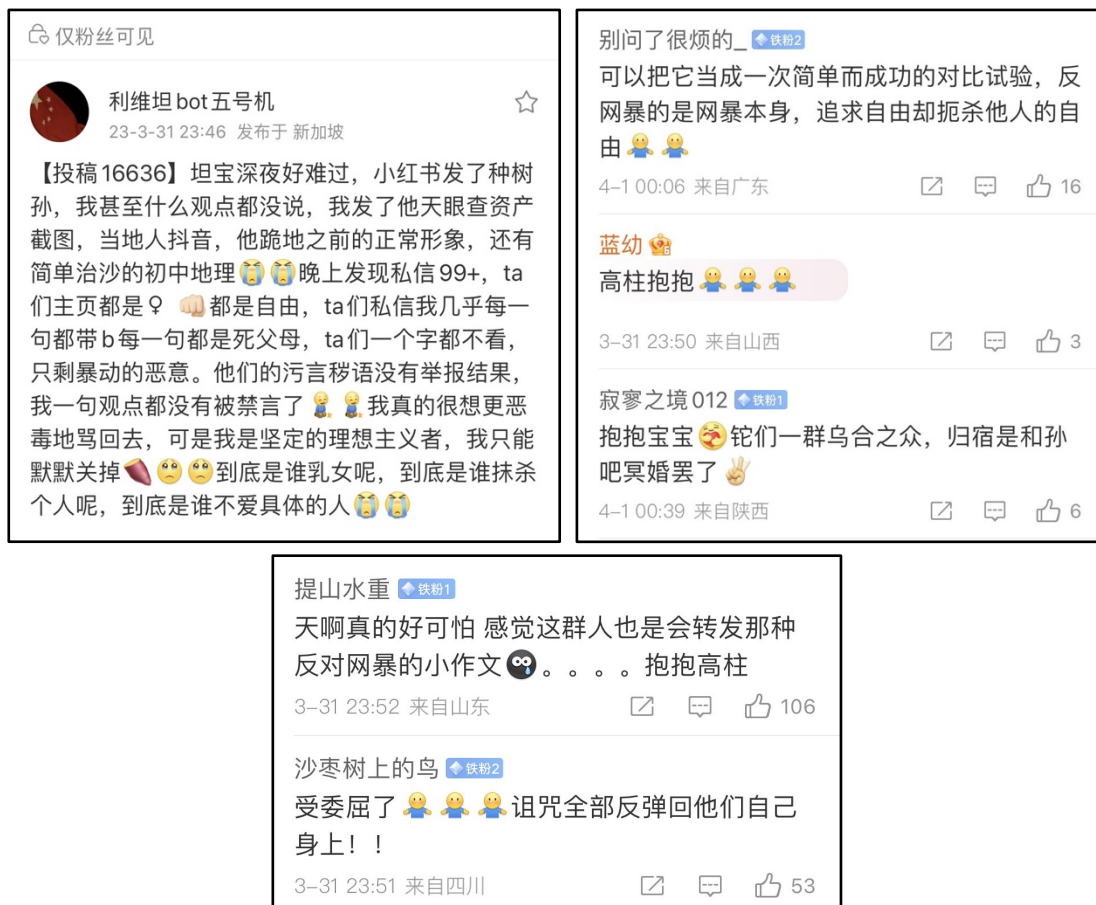 仅粉丝可见
利维坦bot五号机
23-3-31 23:46 发布于 新加坡
【投稿16636】坦宝深夜好难过，小红书发了种树
孙，我甚至什么观点都没说，我发了他天眼查资产
截图，当地人抖音，他跪地之前的正常形象，还有
简单治沙的初中地理😭😭晚上发现私信99+，ta
们主页都是♀ 👊🏻都是自由，ta们私信我几乎每一
句都带b每一句都是死父母，ta们一个字都不看，
只剩暴动的恶意。他们的污言秽语没有举报结果，
我一句观点都没有被禁言了🧎🧎我真的很想更恶
毒地骂回去，可是我是坚定的理想主义者，我只能
默默关掉🍠🥺🥺到底是谁乳女呢，到底是谁抹杀
个人呢，到底是谁不爱具体的人😭😭
别问了很烦的_ 铁粉2
可以把它当成一次简单而成功的对比试验，反
网暴的是网暴本身，追求自由却扼杀他人的自
由🤷🤷
4-1 00:06 来自广东 16
蓝幼
高柱抱抱🤷🤷🤷
3-31 23:50 来自山西 3
寂寥之境012 铁粉1
抱抱宝宝铊们一群乌合之众，归宿是和孙
吧冥婚罢了✌🏻
4-1 00:39 来自陕西 6
提山水重 铁粉1
天啊真的好可怕 感觉这群人也是会转发那种
反对网暴的小作文。。。。抱抱高柱
3-31 23:52 来自山东 106
沙枣树上的鸟 铁粉2
受委屈了🤷🤷🤷诅咒全部反弹回他们自己
身上！！
3-31 23:51 来自四川 53